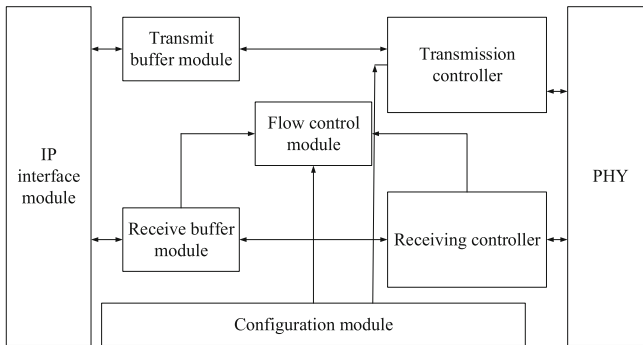 Transmit
buffer module
Transmission
controller
Flow control
module
IP
interface
module
PHY
Receive buffer
module
Receiving controller
Configuration module